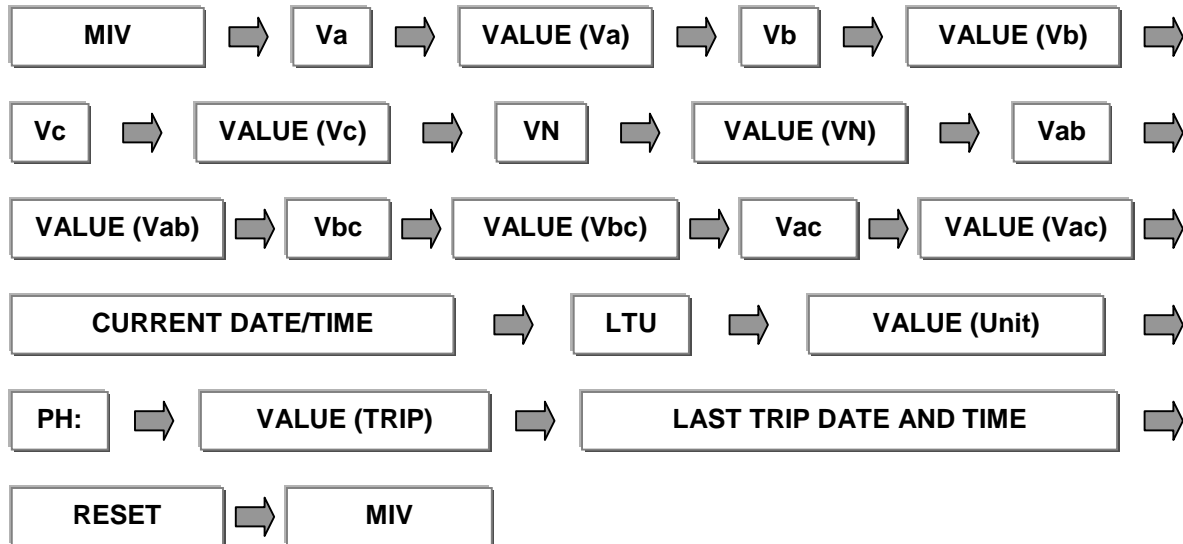 MIV Va VALUE (Va) Vb VALUE (Vb)
Vc VALUE (Vc) VN VALUE (VN) Vab
VALUE (Vab) Vbc VALUE (Vbc) Vac VALUE (Vac)
CURRENT DATE/TIME LTU VALUE (Unit)
PH: VALUE (TRIP) LAST TRIP DATE AND TIME
RESET MIV